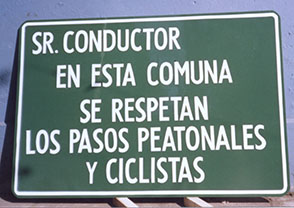 SR. CONDUCTOR
EN ESTA COMUNA
SE RESPETAN
LOS PASOS PEATONALES
Y CICLISTAS